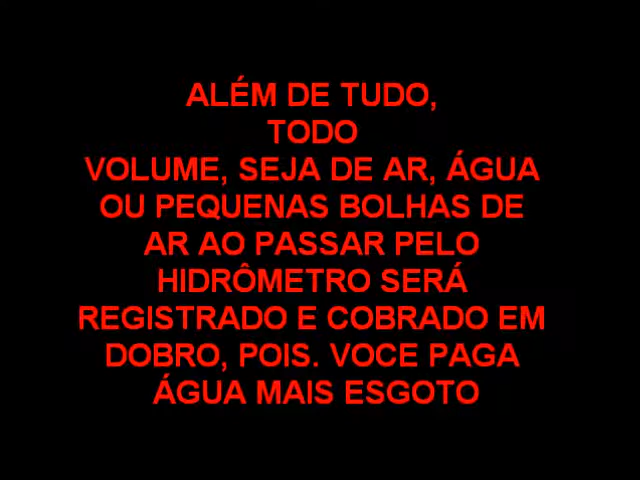 ALÉM DE TUDO,
TODO
VOLUME, SEJA DE AR, ÁGUA
OU PEQUENAS BOLHAS DE
AR AO PASSAR PELO
HIDRÔMETRO SERÁ
REGISTRADO E COBRADO EM
DOBRO, POIS. VOCE PAGA
ÁGUA MAIS ESGOTO